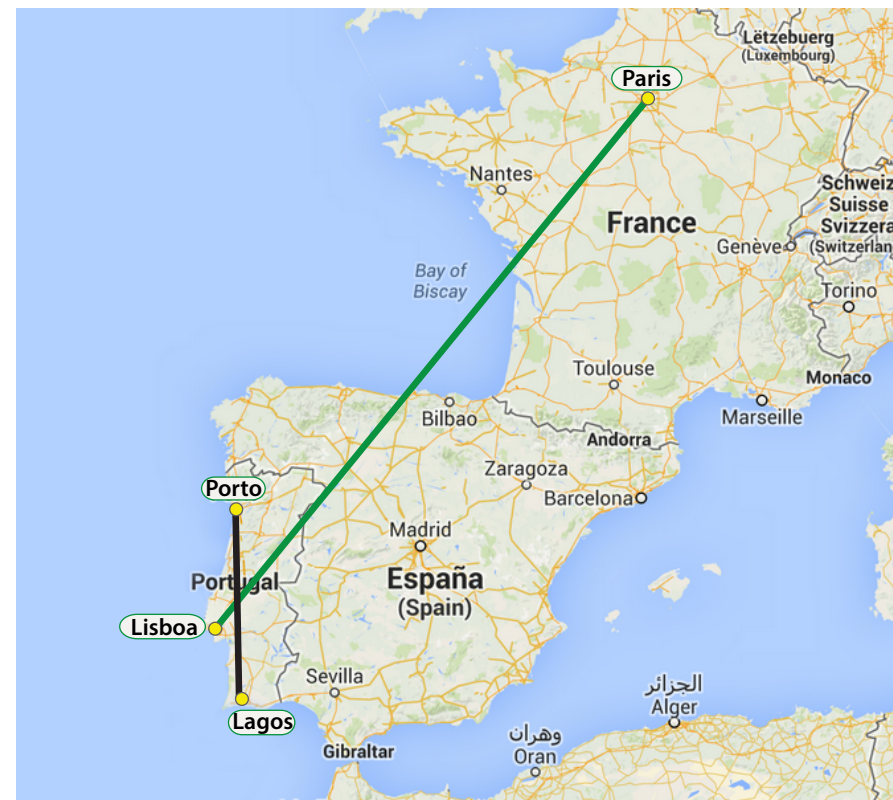 Lëtzebuerg
(Luxembourg)
Paris
Nantes
Schweiz
Suisse
Svizzera
(Switzerlan
France
Genève
Bay of
Biscay
Torino
Toulouse
Monaco
Bilbao
Marseille
Andorra
Zaragoza
Porto
Barcelona
Madrid
Portugal
España
(Spain)
Lisboa
Sevilla
الجزائر
Alger
Lagos
وهران
Oran
Gibraltar